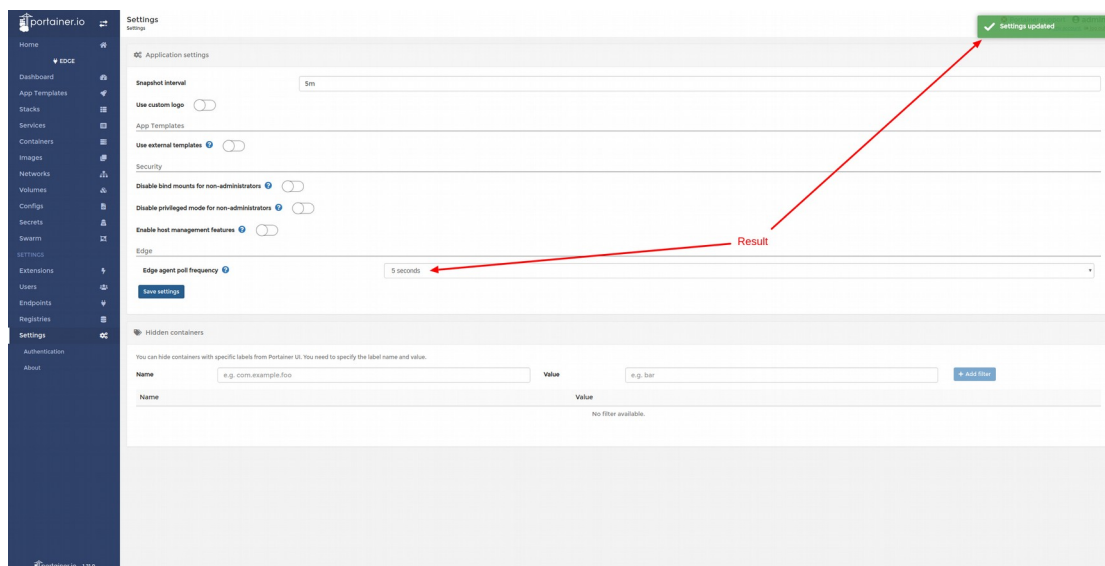 portainer.io
Home
EDGE
Dashboard
App Templates
Stacks
Services
Containers
Images
Networks
Volumes
Configs
Secrets
Swarm
SETTINGS
Extensions
Users
Endpoints
Registries
Settings
Authentication
About
portainer.io
Settings
Settings
Settings updated
Application settings
Snapshot interval 5m
Use custom logo
App Templates
Use external templates
Security
Disable bind mounts for non-administrators
Disable privileged mode for non-administrators
Enable host management features
Result
Edge
Edge agent poll frequency 5 seconds
Save settings
Hidden containers
You can hide containers with specific labels from Portainer UI. You need to specify the label name and value.
Name e.g. com.example.foo Value e.g. bar + Add filter
Name Value
No filter available.